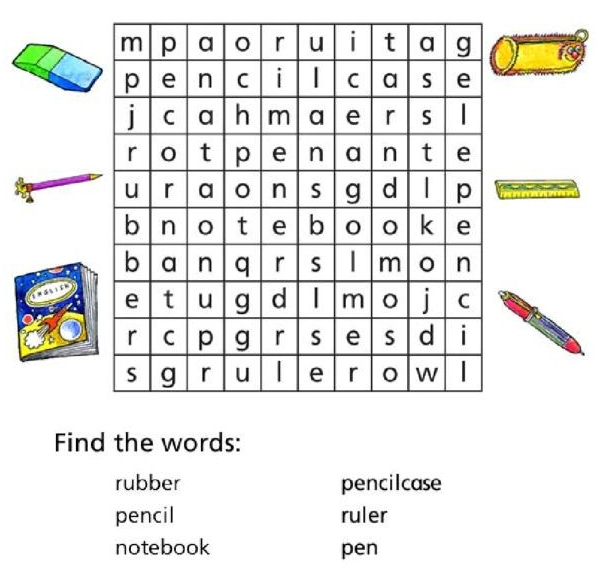 m p a o r u i t a g
p e n c i l c a s e
j c a h m a e r s l
r o t p e n a n t e
u r a o n s g d l p
b n o t e b o o k e
b a n q r s l m o n
e t u g d l m o j c
r c p g r s e s d i
s g r u l e r o w l
ENGLISH
Find the words:
rubber pencilcase
pencil ruler
notebook pen